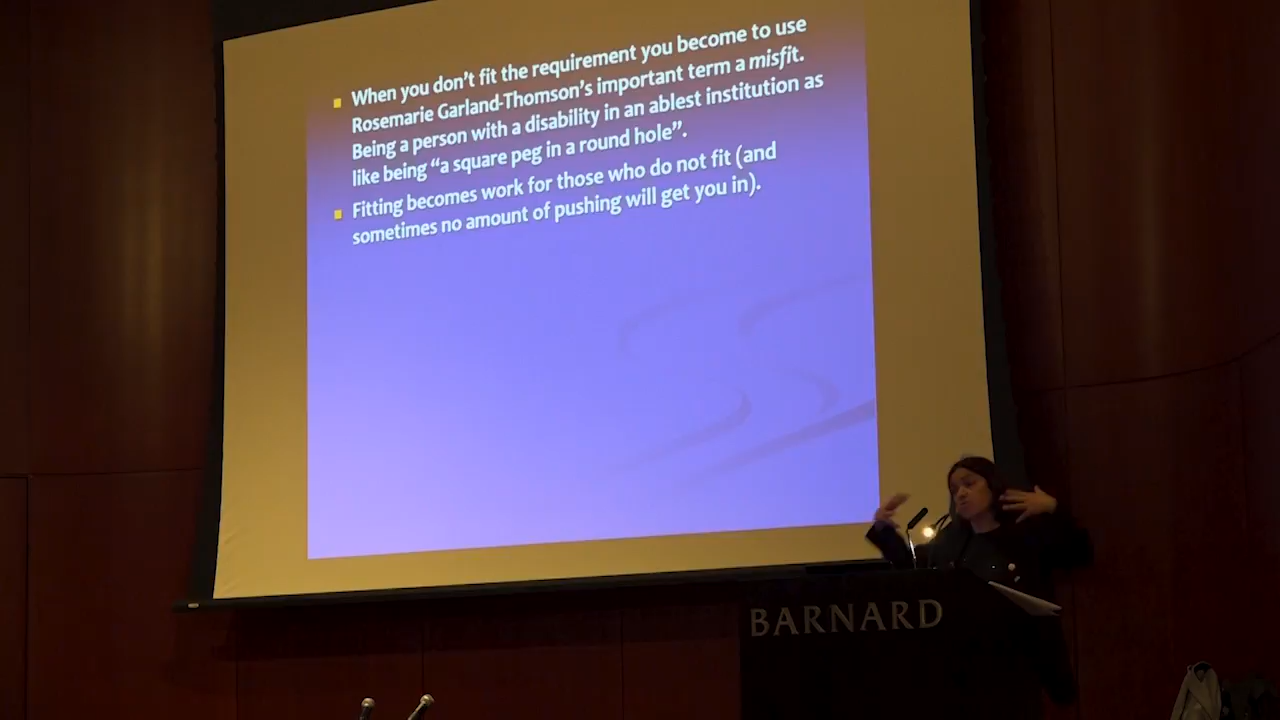 When you don't fit the requirement you become to use
Rosemarie Garland-Thomson's important term a misfit.
Being a person with a disability in an ablest institution as
like being "a square peg in a round hole".
Fitting becomes work for those who do not fit (and
sometimes no amount of pushing will get you in).
BARNARD